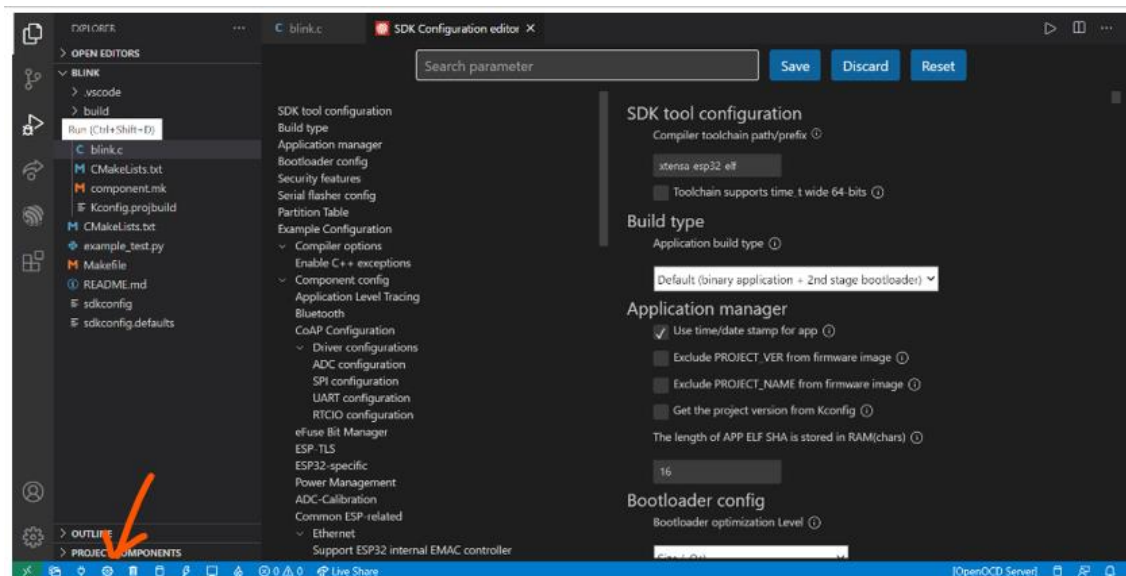 EXPLORER
blink.c
SDK Configuration editor
OPEN EDITORS
BLINK
.vscode
build
Run (Ctrl+Shift+D)
blink.c
CMakeLists.txt
component.mk
Kconfig.projbuild
CMakeLists.txt
example_test.py
Makefile
README.md
sdkconfig
sdkconfig.defaults
OUTLINE
PROJECT COMPONENTS
Search parameter
Save
Discard
Reset
SDK tool configuration
Build type
Application manager
Bootloader config
Security features
Serial flasher config
Partition Table
Example Configuration
Compiler options
Enable C++ exceptions
Component config
Application Level Tracing
Bluetooth
CoAP Configuration
Driver configurations
ADC configuration
SPI configuration
UART configuration
RTCIO configuration
eFuse Bit Manager
ESP-TLS
ESP32-specific
Power Management
ADC-Calibration
Common ESP-related
Ethernet
Support ESP32 internal EMAC controller
SDK tool configuration
Compiler toolchain path/prefix
xtensa-esp32-elf
Toolchain supports time_t wide 64-bits
Build type
Application build type
Default (binary application + 2nd stage bootloader)
Application manager
Use time/date stamp for app
Exclude PROJECT_VER from firmware image
Exclude PROJECT_NAME from firmware image
Get the project version from Kconfig
The length of APP ELF SHA is stored in RAM(chars)
16
Bootloader config
Bootloader optimization Level
0
0
Live Share
[OpenOCD Server]